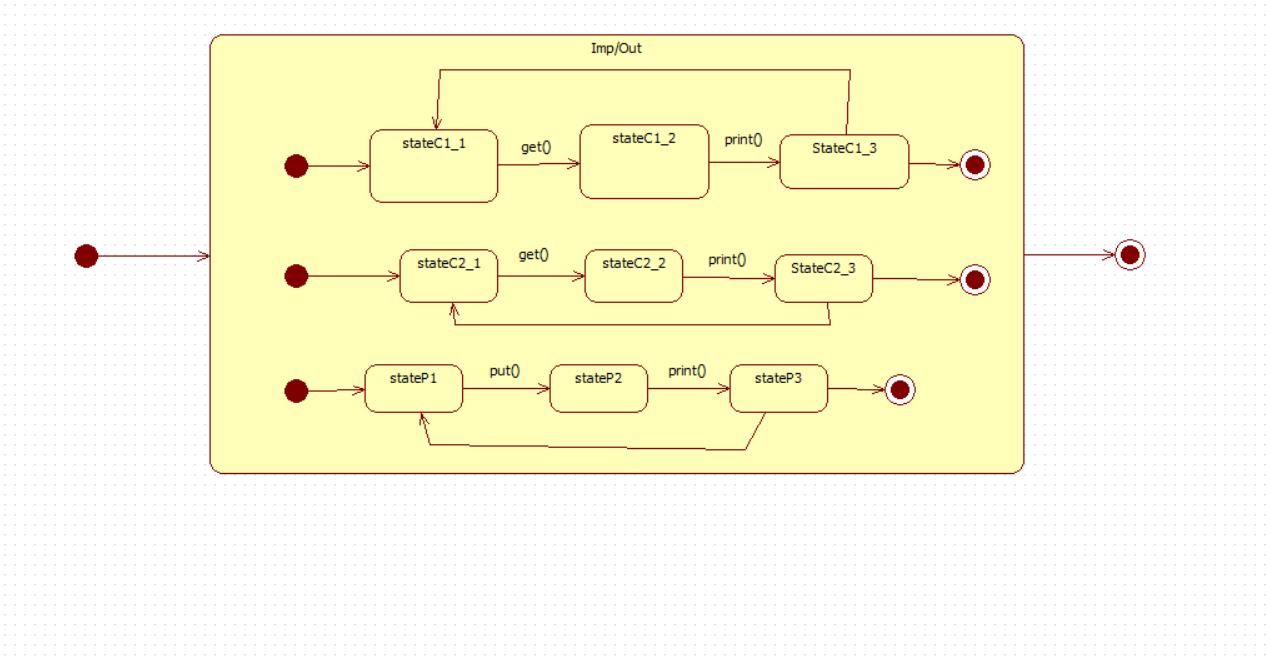 Imp/Out
stateC1_1
get()
stateC1_2
print()
StateC1_3
stateC2_1
get()
stateC2_2
print()
StateC2_3
stateP1
put()
stateP2
print()
stateP3